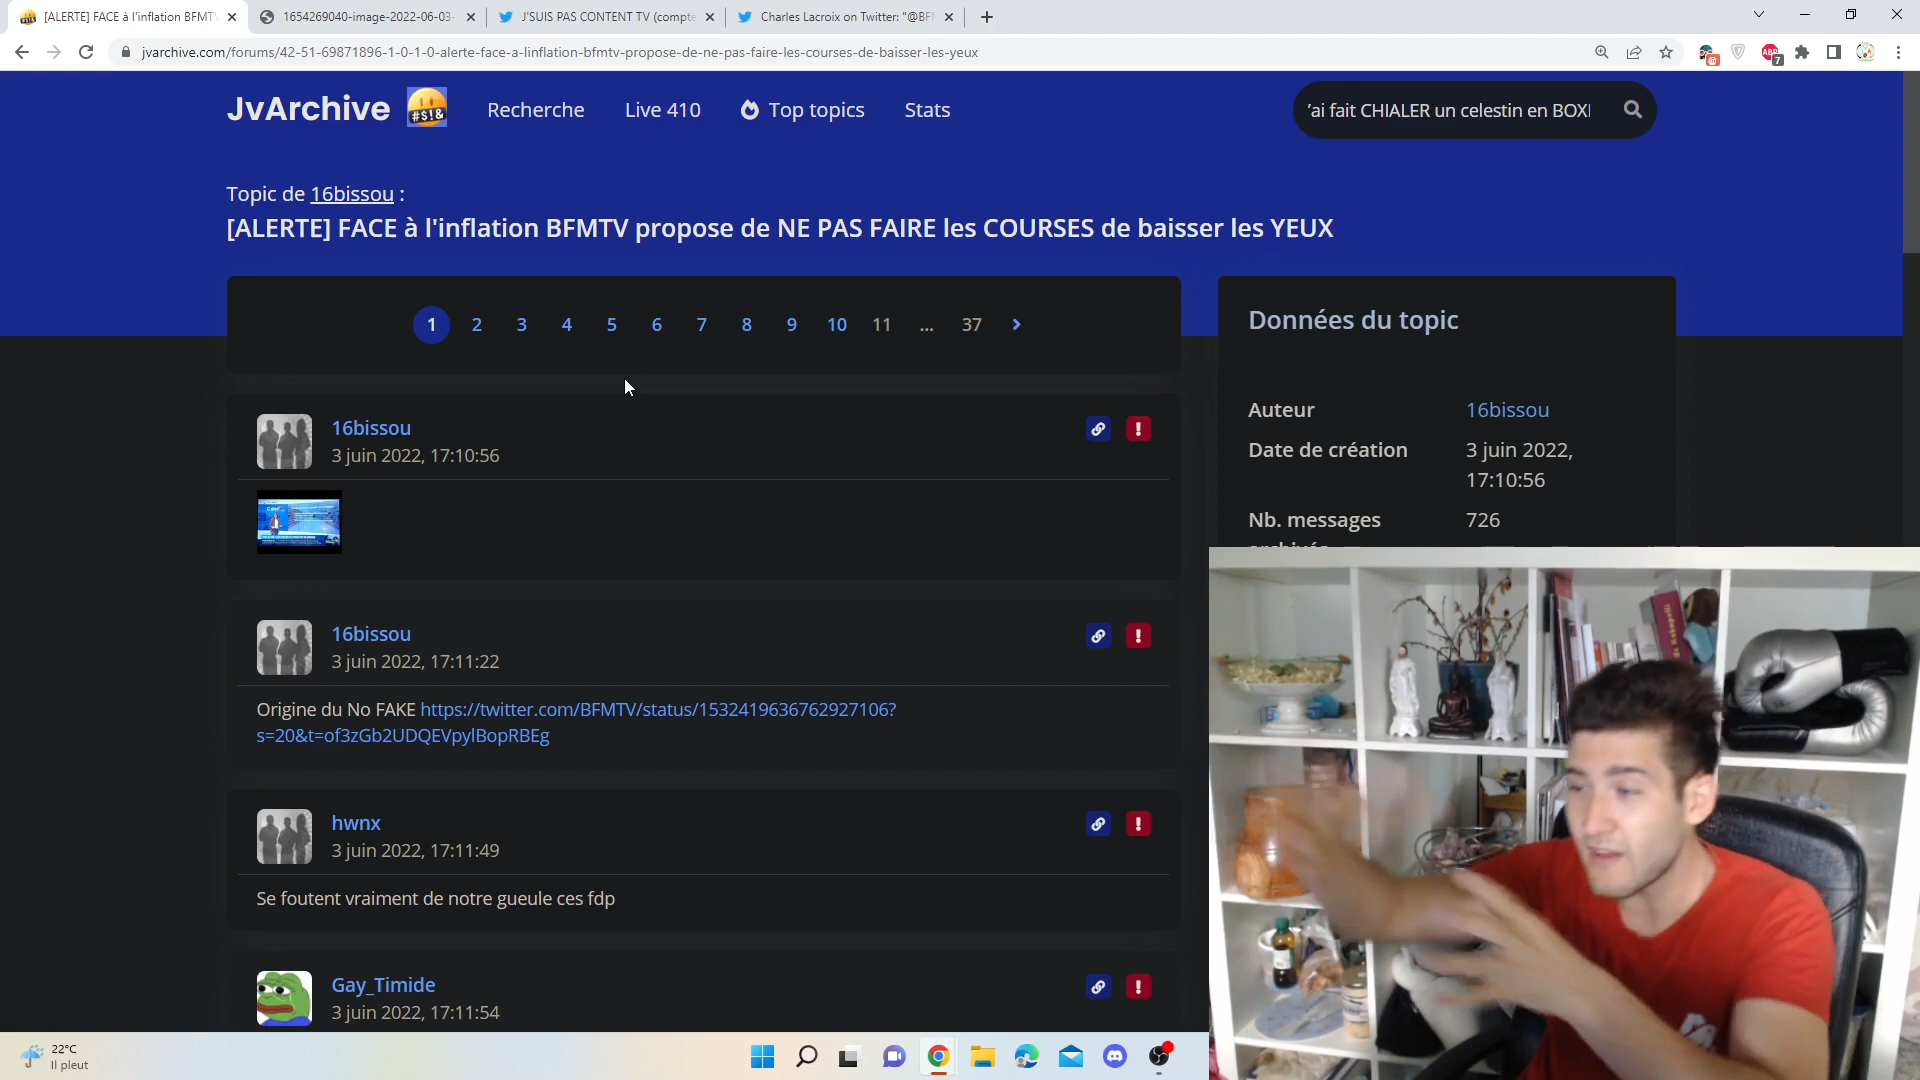 [ALERTE] FACE à l'inflation BFMTV
1654269040-image-2022-06-03-
J'SUIS PAS CONTENT TV (compte
Charles Lacroix on Twitter: "@BFM
jvarchive.com/forums/42-51-69871896-1-0-1-0-alerte-face-a-linflation-bfmtv-propose-de-ne-pas-faire-les-courses-de-baisser-les-yeux
JvArchive
#$!&
Recherche
Live 410
Top topics
Stats
'ai fait CHIALER un celestin en BOXI
Topic de 16bissou :
[ALERTE] FACE à l'inflation BFMTV propose de NE PAS FAIRE les COURSES de baisser les YEUX
1 2 3 4 5 6 7 8 9 10 11 ... 37
Données du topic
Auteur 16bissou
Date de création 3 juin 2022,
17:10:56
Nb. messages 726
archivés
16bissou
3 juin 2022, 17:10:56
16bissou
3 juin 2022, 17:11:22
Origine du No FAKE https://twitter.com/BFMTV/status/1532419636762927106?
s=20&t=of3zGb2UDQEVpylBopRBEg
hwnx
3 juin 2022, 17:11:49
Se foutent vraiment de notre gueule ces fdp
Gay_Timide
3 juin 2022, 17:11:54
22°C
Il pleut